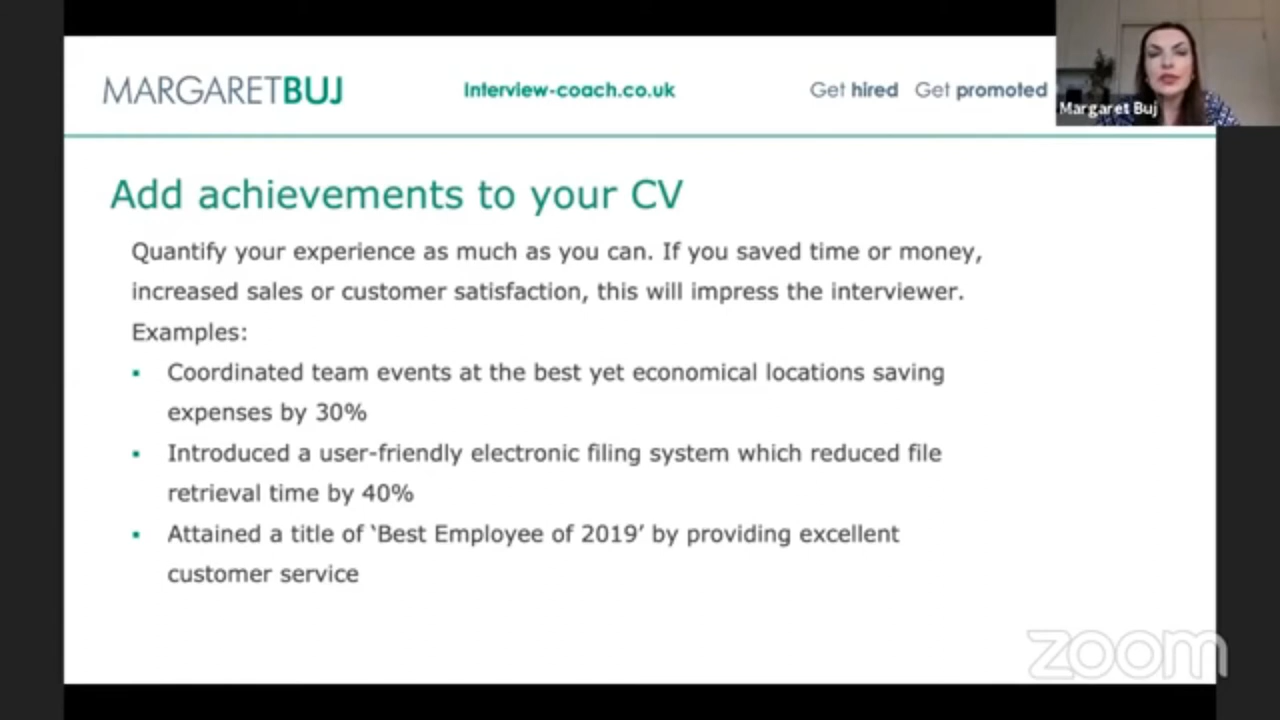 MARGARETBUJ
Interview-coach.co.uk
Get hired Get promoted
Margaret Buj
Add achievements to your CV
Quantify your experience as much as you can. If you saved time or money,
increased sales or customer satisfaction, this will impress the interviewer.
Examples:
▪ Coordinated team events at the best yet economical locations saving
expenses by 30%
▪ Introduced a user-friendly electronic filing system which reduced file
retrieval time by 40%
▪ Attained a title of ‘Best Employee of 2019’ by providing excellent
customer service
zoom